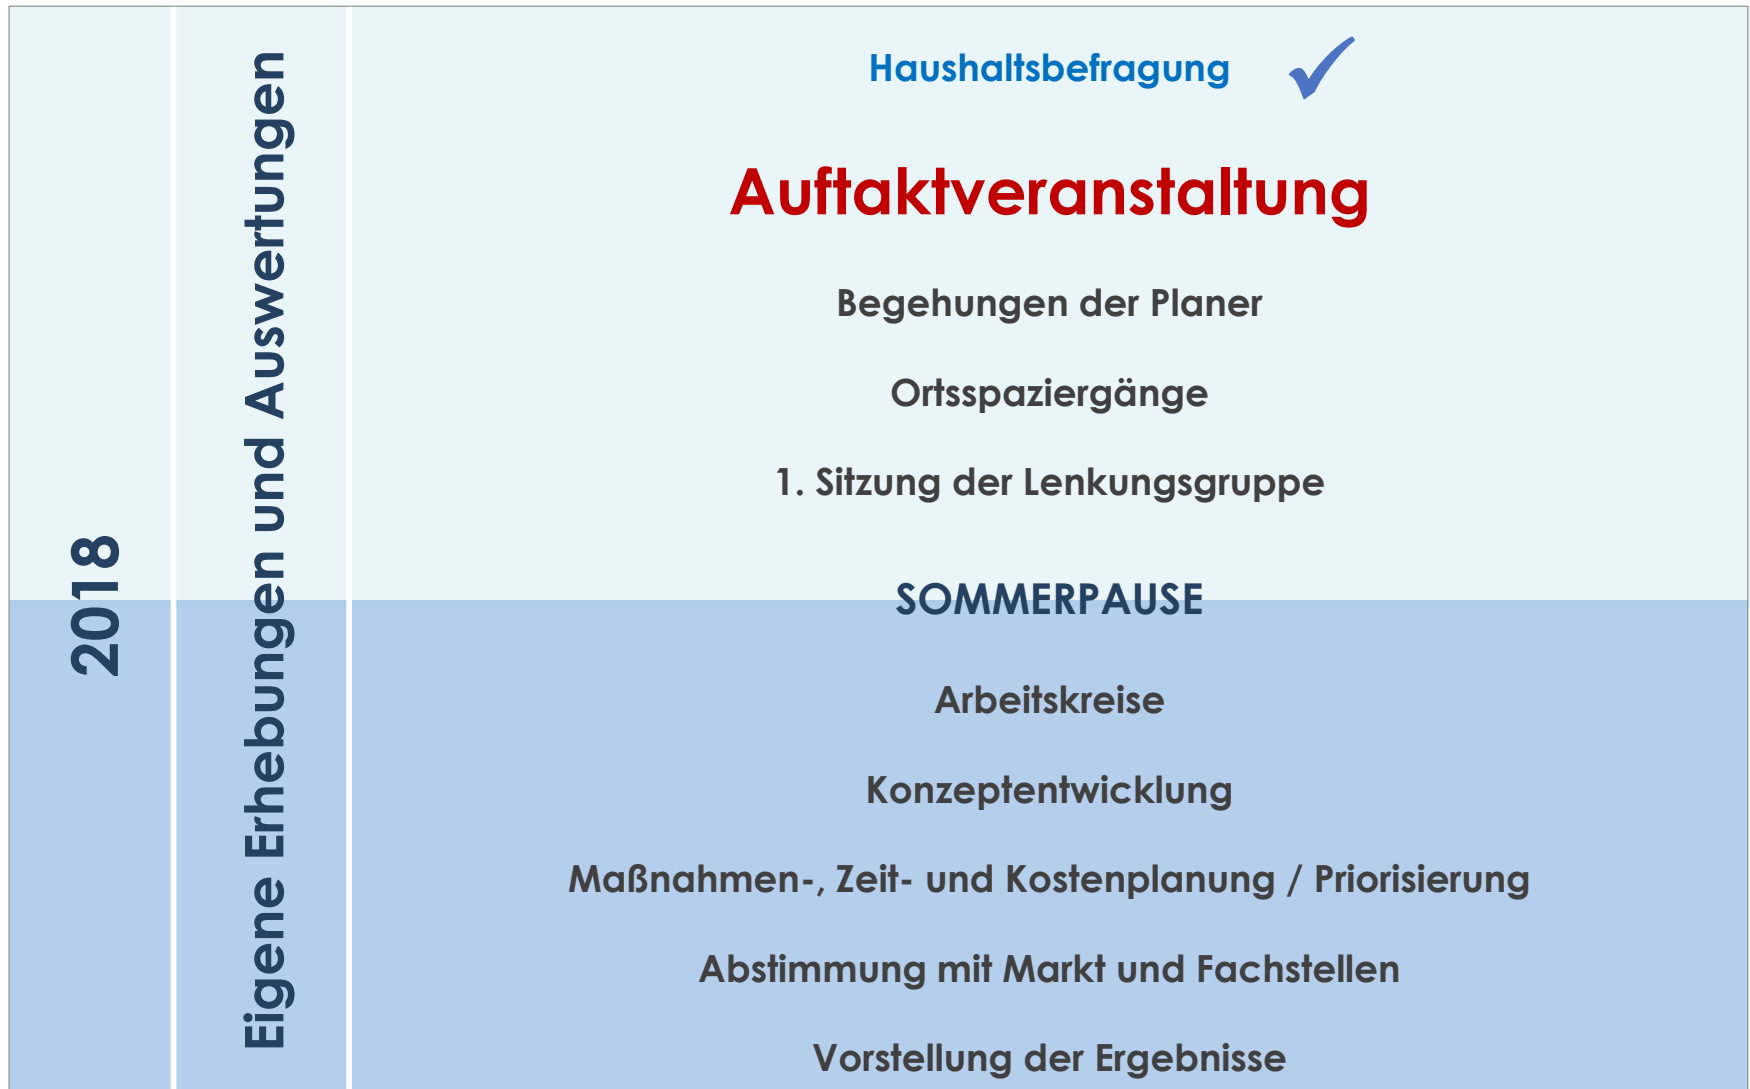 2018
Eigene Erhebungen und Auswertungen
Haushaltsbefragung
Auftaktveranstaltung
Begehungen der Planer
Ortsspaziergänge
1. Sitzung der Lenkungsgruppe
SOMMERPAUSE
Arbeitskreise
Konzeptentwicklung
Maßnahmen-, Zeit- und Kostenplanung / Priorisierung
Abstimmung mit Markt und Fachstellen
Vorstellung der Ergebnisse